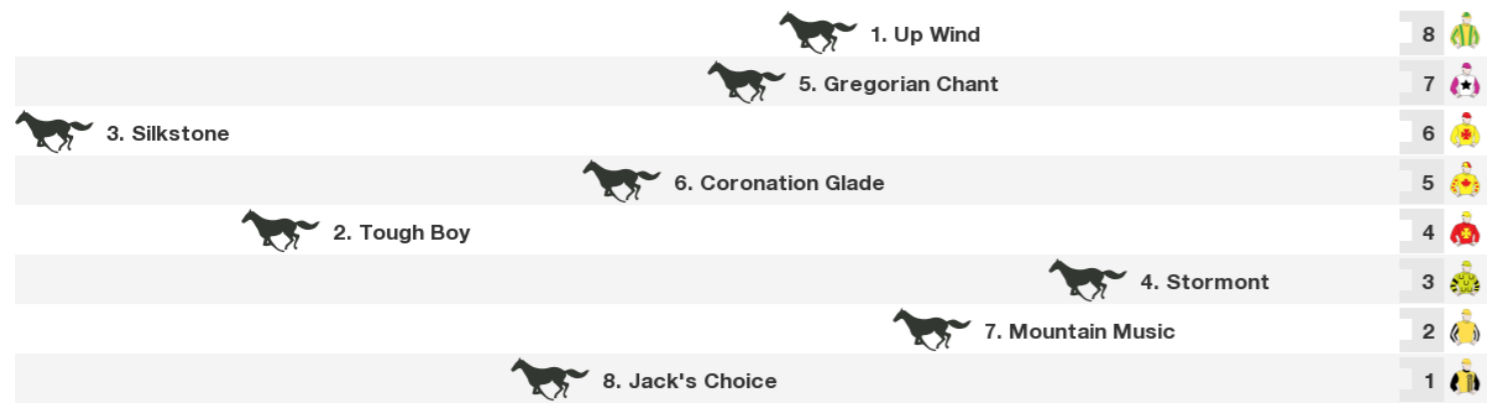 1. Up Wind 8
5. Gregorian Chant 7
3. Silkstone 6
6. Coronation Glade 5
2. Tough Boy 4
4. Stormont 3
7. Mountain Music 2
8. Jack's Choice 1